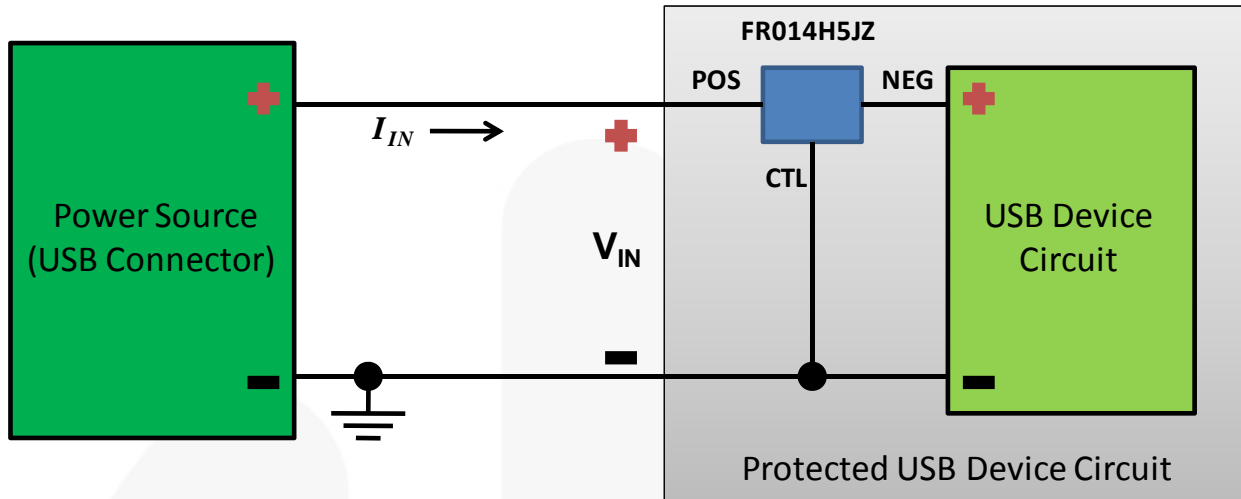 FR014H5JZ
POS
NEG
I_IN
CTL
Power Source
(USB Connector)
V_IN
USB Device
Circuit
Protected USB Device Circuit